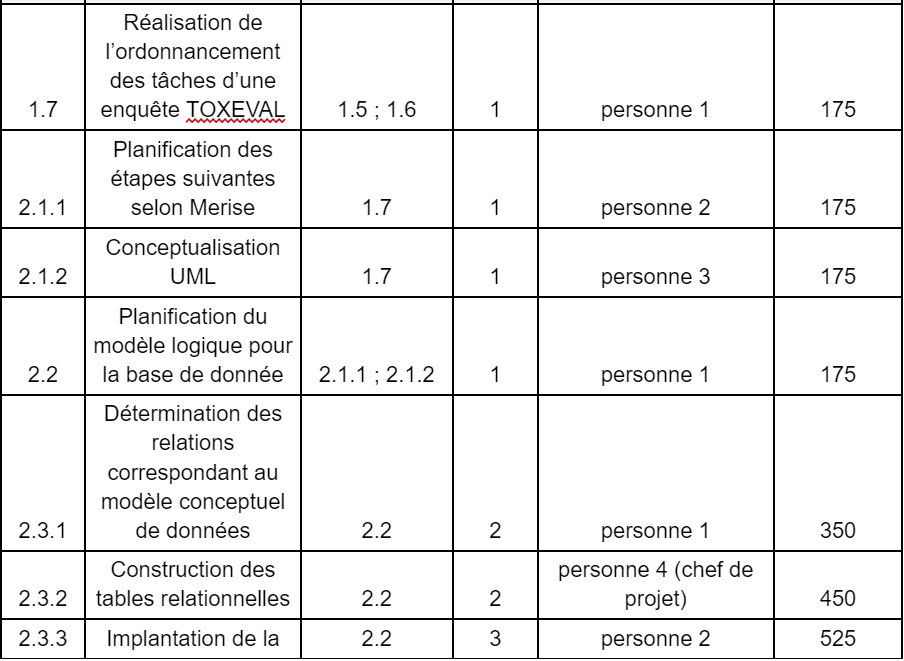 Réalisation de
l’ordonnancement
des tâches d’une
1.7 enquête TOXEVAL 1.5 ; 1.6 1 personne 1 175
Planification des
étapes suivantes
2.1.1 selon Merise 1.7 1 personne 2 175
Conceptualisation
2.1.2 UML 1.7 1 personne 3 175
Planification du
modèle logique pour
2.2 la base de donnée 2.1.1 ; 2.1.2 1 personne 1 175
Détermination des
relations
correspondant au
modèle conceptuel
2.3.1 de données 2.2 2 personne 1 350
Construction des personne 4 (chef de
2.3.2 tables relationnelles 2.2 2 projet) 450
2.3.3 Implantation de la 2.2 3 personne 2 525